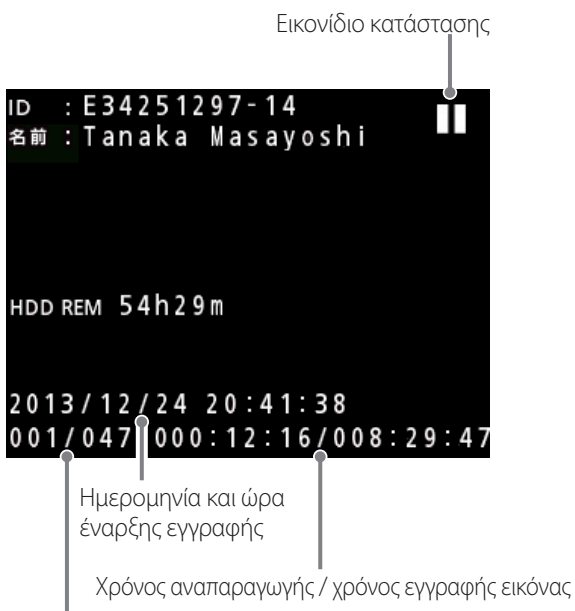 Εικονίδιο κατάστασης
ID : E34251297-14
名前 : Tanaka Masayoshi
HDD REM 54h29m
2013/12/24 20:41:38
001/047 000:12:16/008:29:47
Ημερομηνία και ώρα
έναρξης εγγραφής
Χρόνος αναπαραγωγής / χρόνος εγγραφής εικόνας